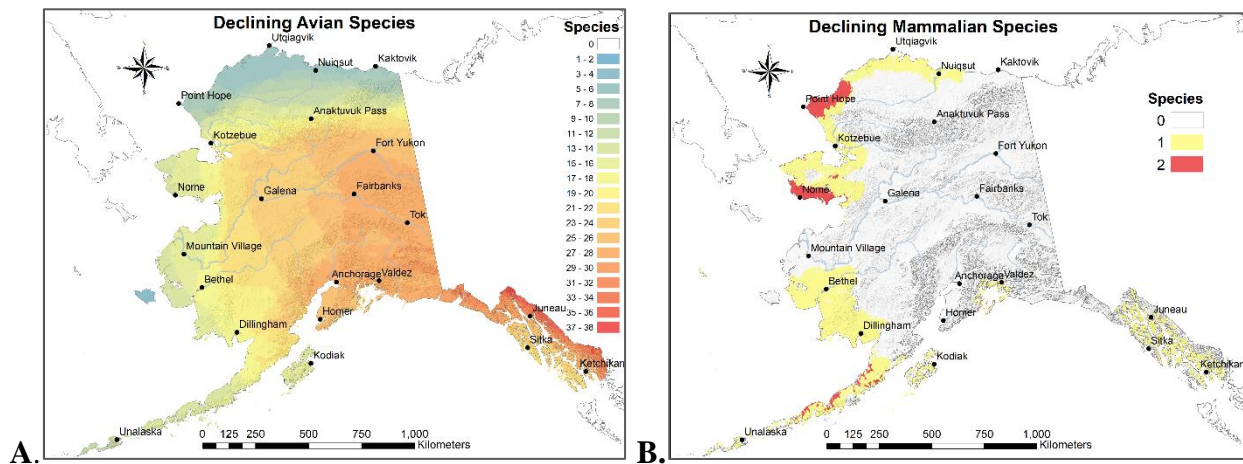 Declining Avian Species
Utqiagvik
Nuiqsut
Kaktovik
Point Hope
Anaktuvuk Pass
Kotzebue
Fort Yukon
Nome
Galena
Fairbanks
Tok
Mountain Village
Bethel
Anchorage
Valdez
Dillingham
Homer
Juneau
Sitka
Kodiak
Ketchikan
Unalaska
Species
0
1 - 2
3 - 4
5 - 6
7 - 8
9 - 10
11 - 12
13 - 14
15 - 16
17 - 18
19 - 20
21 - 22
23 - 24
25 - 26
27 - 28
29 - 30
31 - 32
33 - 34
35 - 36
37 - 38
0 125 250 500 750 1,000
Kilometers
A.
Declining Mammalian Species
Utqiagvik
Nuiqsut
Kaktovik
Point Hope
Anaktuvuk Pass
Kotzebue
Fort Yukon
Nome
Galena
Fairbanks
Tok
Mountain Village
Bethel
Anchorage
Valdez
Dillingham
Homer
Juneau
Sitka
Kodiak
Ketchikan
Unalaska
Species
0
1
2
0 125 250 500 750 1,000
Kilometers
B.